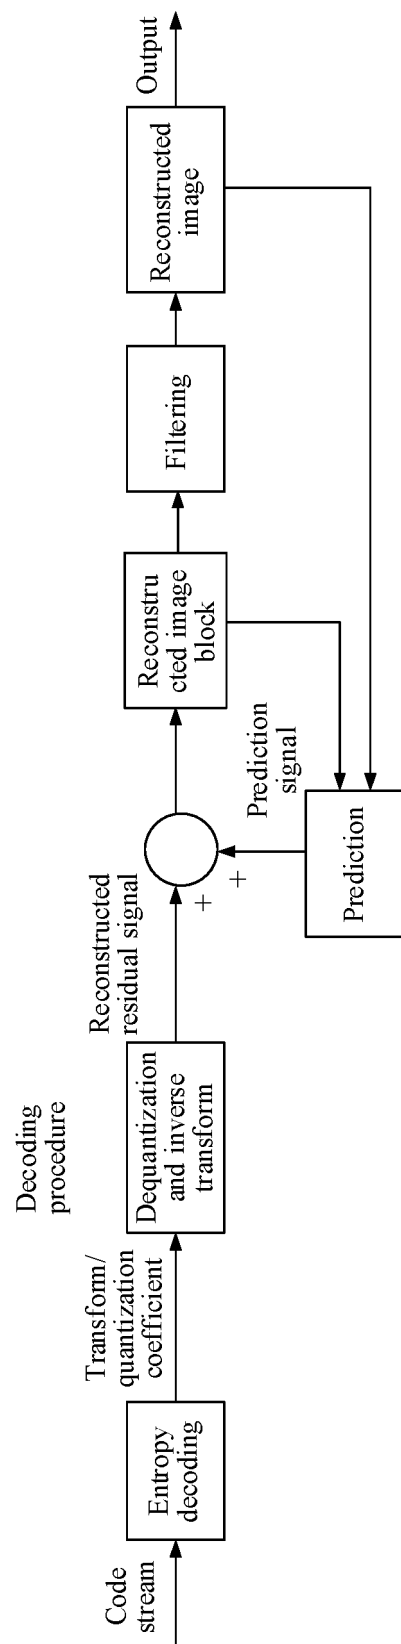 Decoding
procedure
Code
stream
Entropy
decoding
Transform/
quantization
coefficient
Dequantization
and inverse
transform
Reconstructed
residual signal
+
+
Prediction
signal
Prediction
Reconstru
cted image
block
Filtering
Reconstructed
image
Output